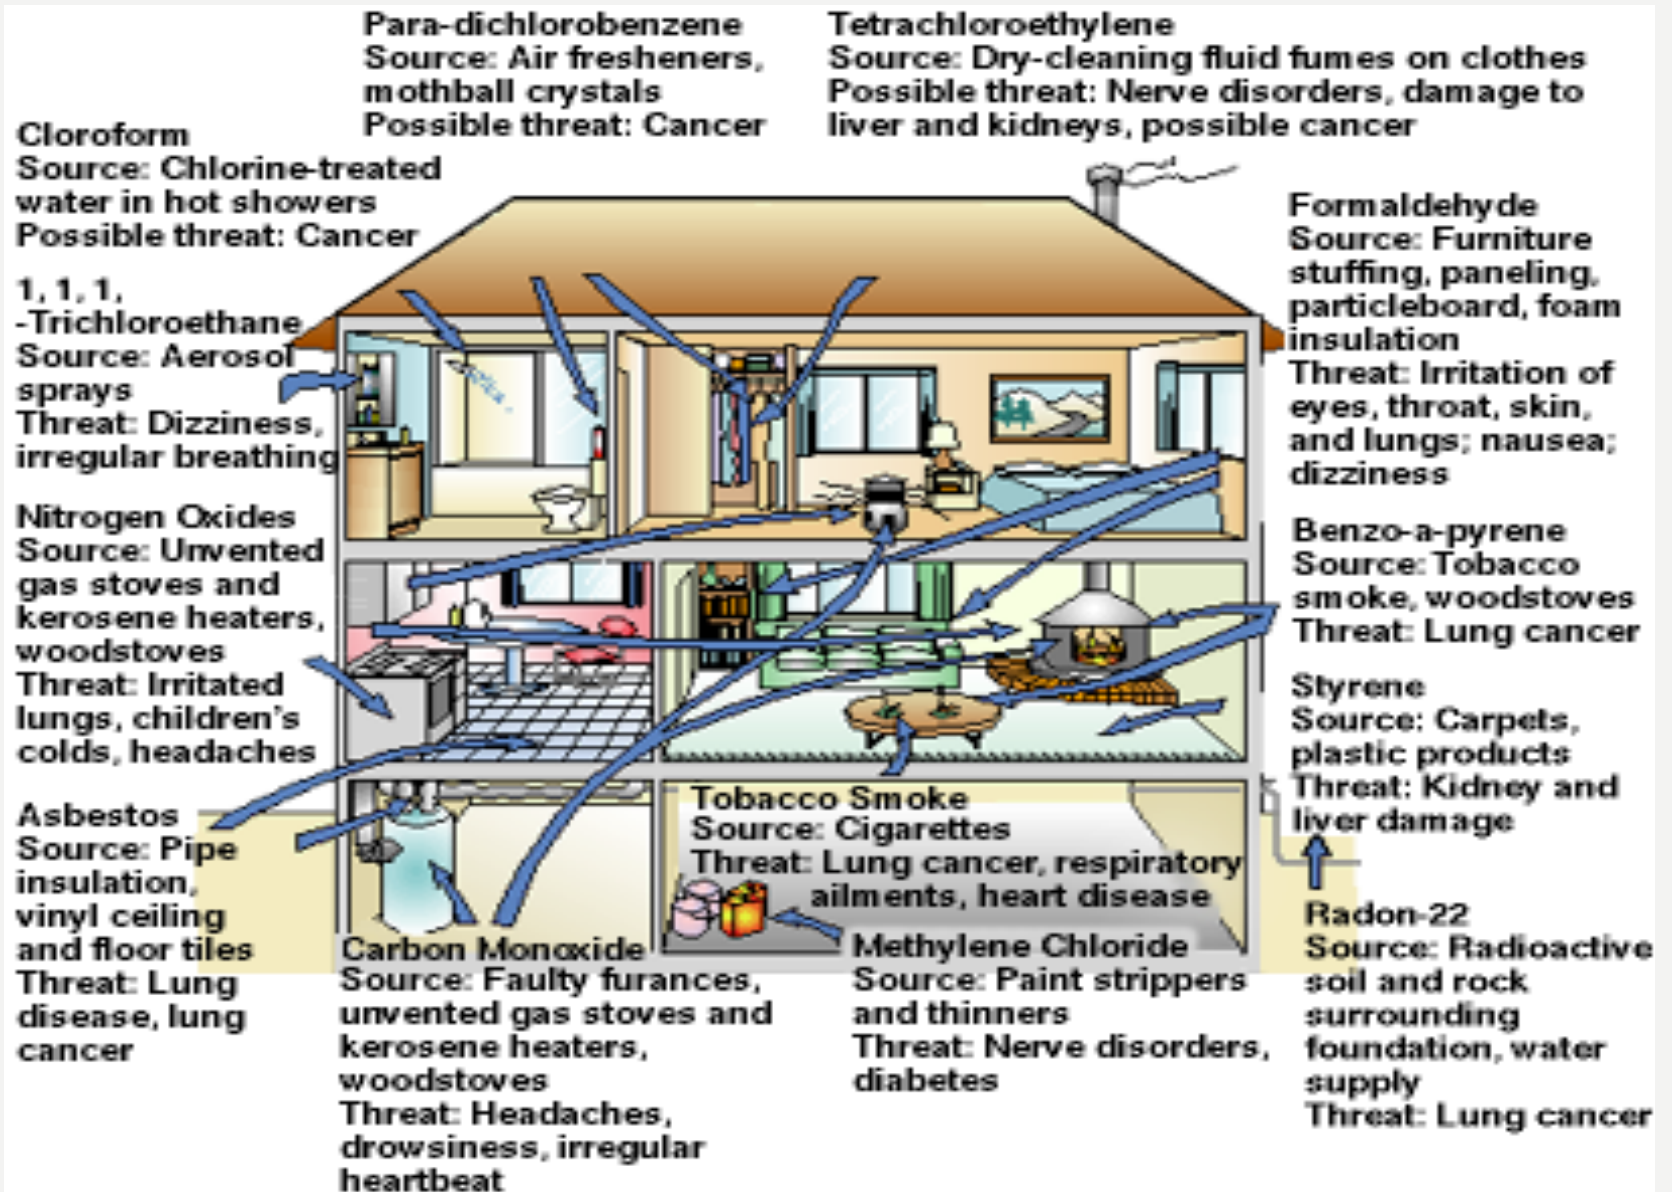 Para-dichlorobenzene
Source: Air fresheners,
mothball crystals
Possible threat: Cancer
Tetrachloroethylene
Source: Dry-cleaning fluid fumes on clothes
Possible threat: Nerve disorders, damage to
liver and kidneys, possible cancer
Cloroform
Source: Chlorine-treated
water in hot showers
Possible threat: Cancer
1, 1, 1,
-Trichloroethane
Source: Aerosol
sprays
Threat: Dizziness,
irregular breathing
Nitrogen Oxides
Source: Unvented
gas stoves and
kerosene heaters,
woodstoves
Threat: Irritated
lungs, children's
colds, headaches
Asbestos
Source: Pipe
insulation,
vinyl ceiling
and floor tiles
Threat: Lung
disease, lung
cancer
Carbon Monoxide
Source: Faulty furances,
unvented gas stoves and
kerosene heaters,
woodstoves
Threat: Headaches,
drowsiness, irregular
heartbeat
Tobacco Smoke
Source: Cigarettes
Threat: Lung cancer, respiratory
ailments, heart disease
Methylene Chloride
Source: Paint strippers
and thinners
Threat: Nerve disorders,
diabetes
Formaldehyde
Source: Furniture
stuffing, paneling,
particleboard, foam
insulation
Threat: Irritation of
eyes, throat, skin,
and lungs; nausea;
dizziness
Benzo-a-pyrene
Source: Tobacco
smoke, woodstoves
Threat: Lung cancer
Styrene
Source: Carpets,
plastic products
Threat: Kidney and
liver damage
Radon-22
Source: Radioactive
soil and rock
surrounding
foundation, water
supply
Threat: Lung cancer